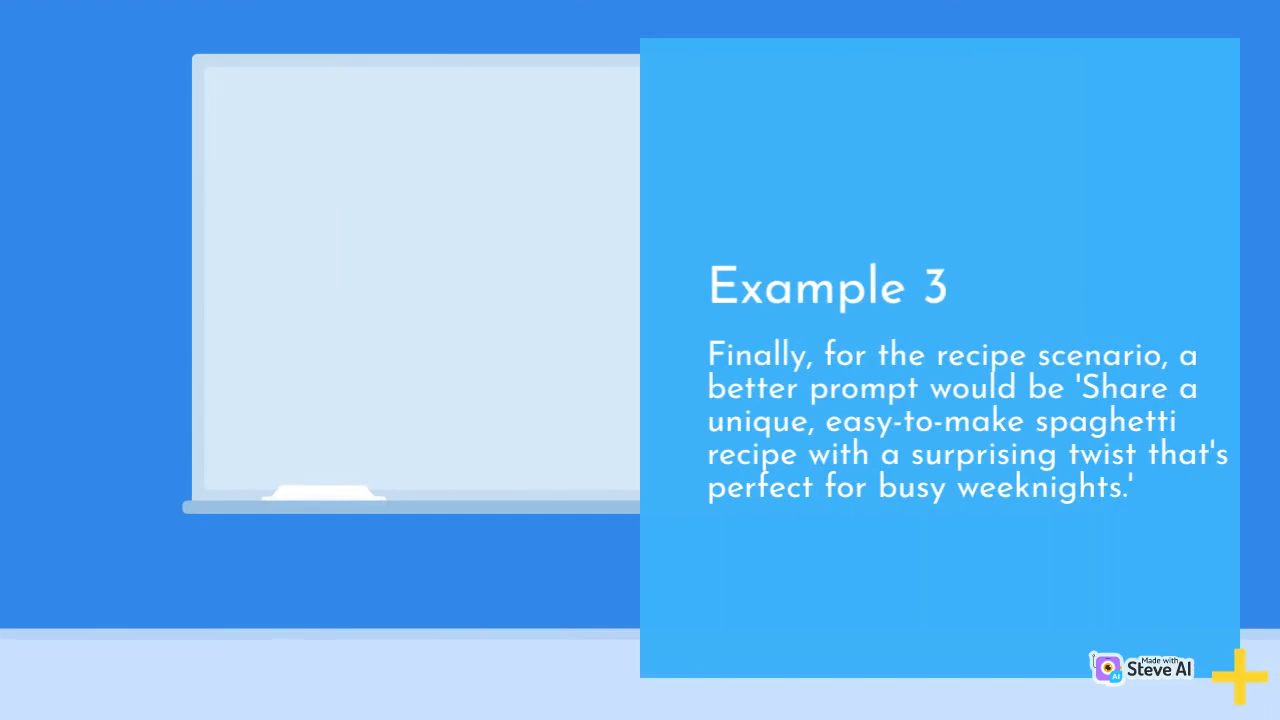 Example 3
Finally, for the recipe scenario, a
better prompt would be 'Share a
unique, easy-to-make spaghetti
recipe with a surprising twist that's
perfect for busy weeknights.'
Made with
Steve AI
AI